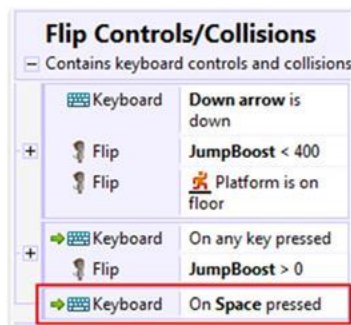 Flip Controls/Collisions
Contains keyboard controls and collisions
Keyboard Down arrow is
down
Flip JumpBoost < 400
Flip Platform is on
floor
Keyboard On any key pressed
Flip JumpBoost > 0
Keyboard On Space pressed